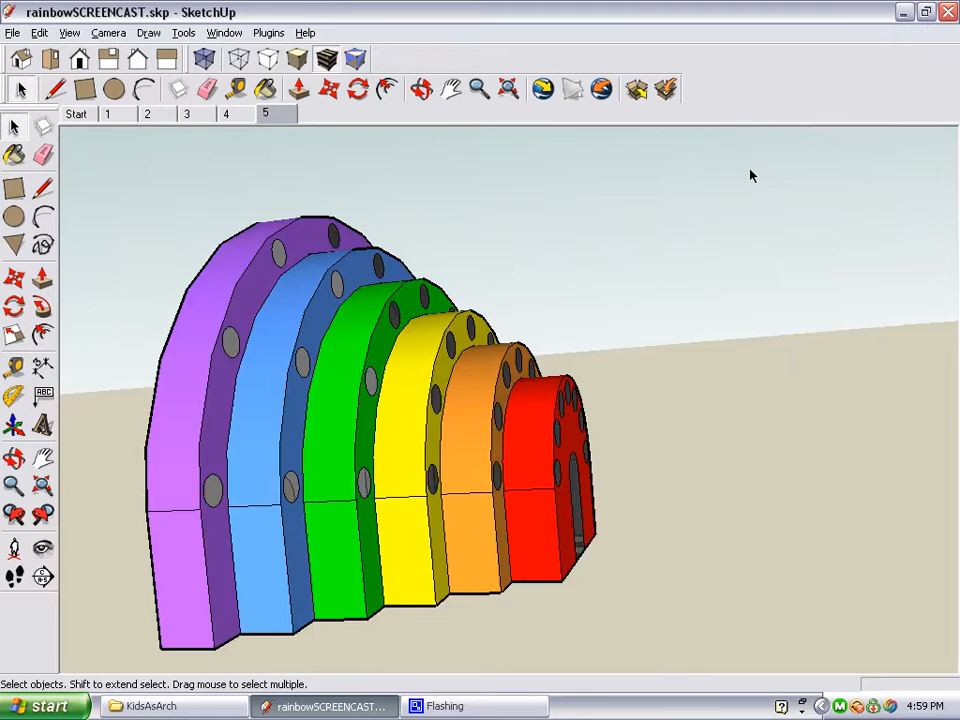 rainbowSCREENCAST.skp - SketchUp
File Edit View Camera Draw Tools Window Plugins Help
Start 1 2 3 4 5
ABC
Select objects. Shift to extend select. Drag mouse to select multiple.
start KidsAsArch rainbowSCREENCAST... Flashing 4:59 PM